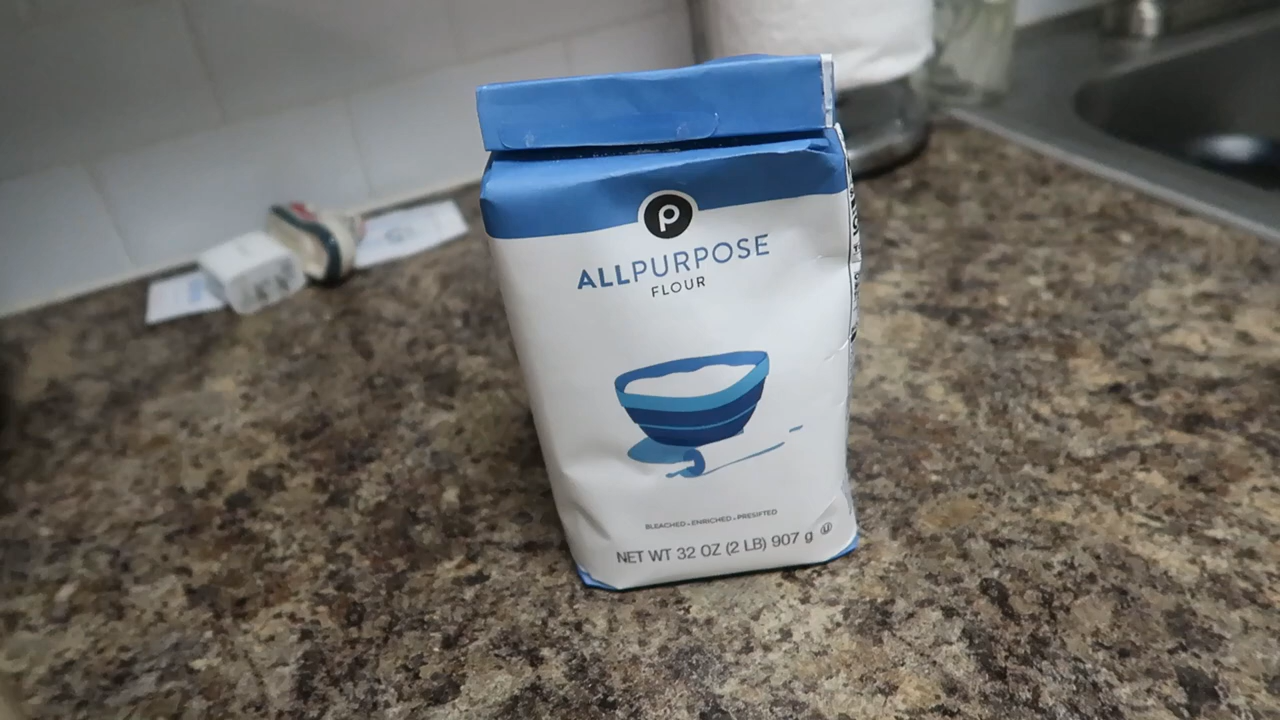 P
ALLPURPOSE
FLOUR
BLEACHED • ENRICHED • PRESIFTED
NET WT 32 OZ (2 LB) 907 g U